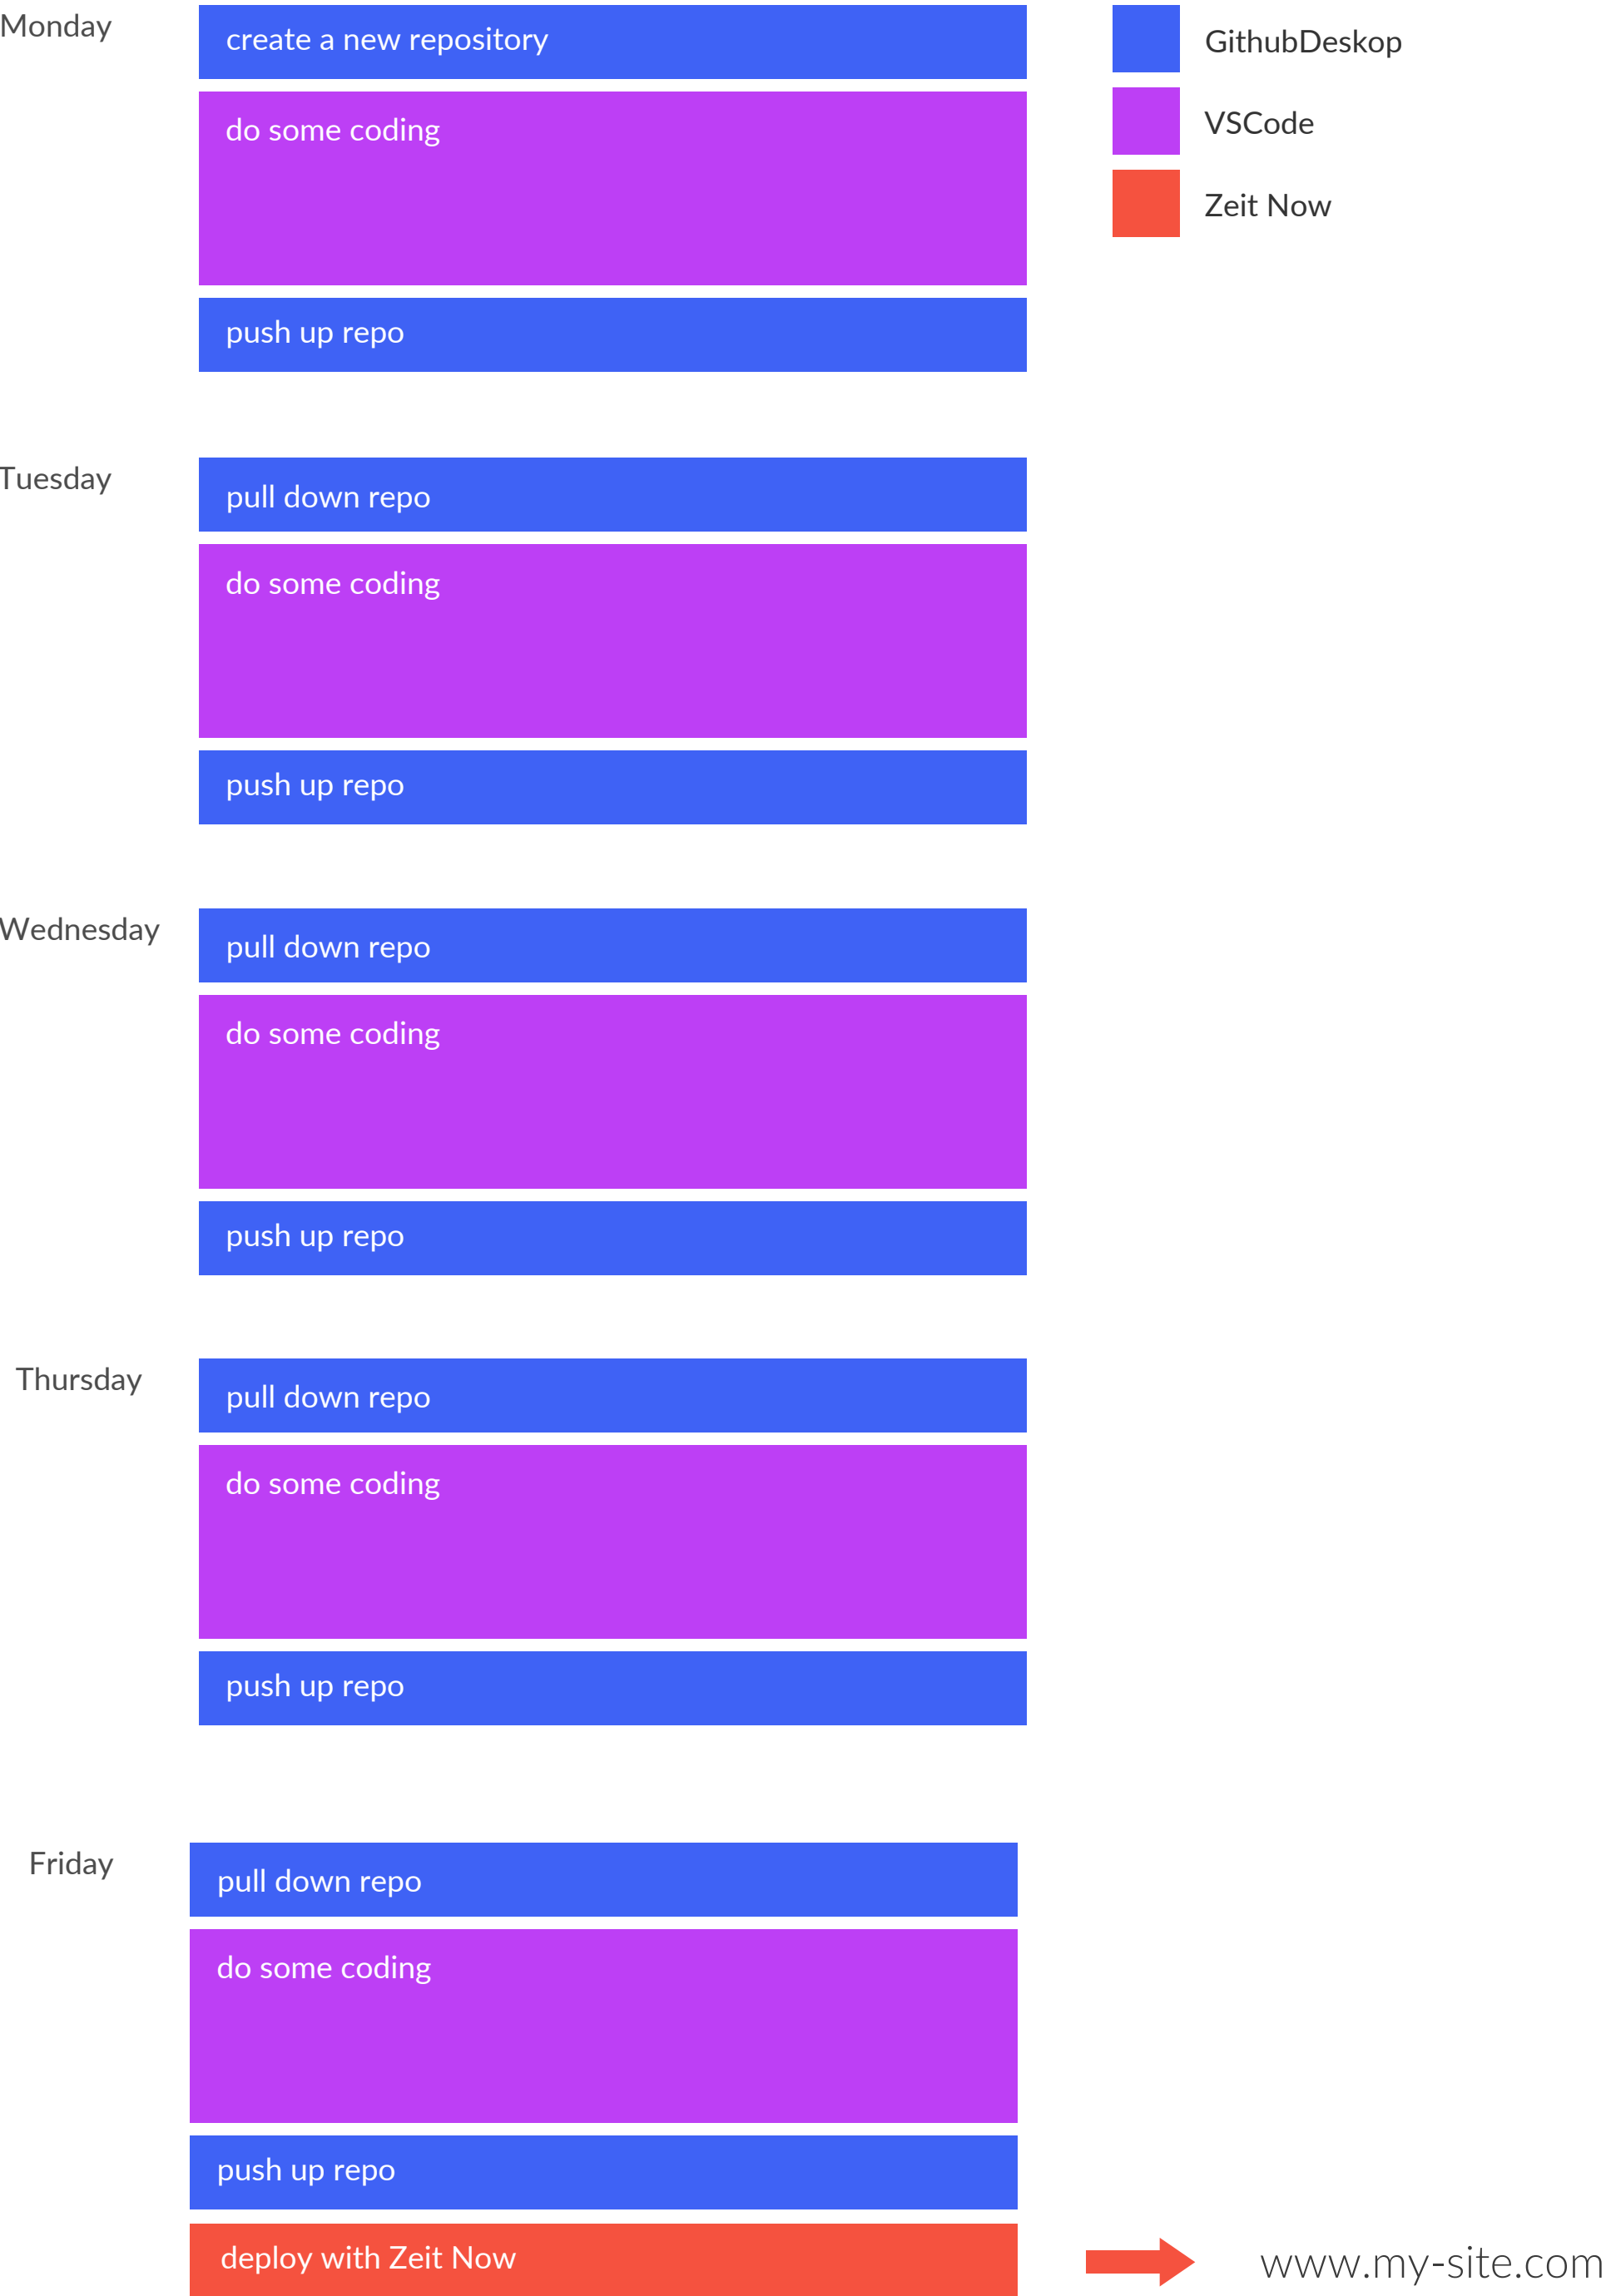 Monday
create a new repository
do some coding
push up repo
GithubDeskop
VSCode
Zeit Now
Tuesday
pull down repo
do some coding
push up repo
Wednesday
pull down repo
do some coding
push up repo
Thursday
pull down repo
do some coding
push up repo
Friday
pull down repo
do some coding
push up repo
deploy with Zeit Now
www.my-site.com